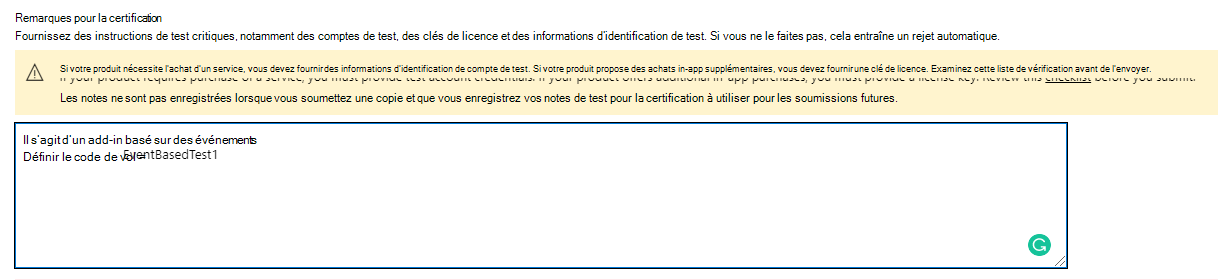 Remarques pour la certification
Fournissez des instructions de test critiques, notamment des comptes de test, des clés de licence et des informations d'identification de test. Si vous ne le faites pas, cela entraîne un rejet automatique.
Si votre produit nécessite l'achat d'un service, vous devez fournir des informations d'identification de compte de test. Si votre produit propose des achats in-app supplémentaires, vous devez fournir une clé de licence. Examinez cette liste de vérification avant de l'envoyer.
If your product requires purchase of a service, you must provide test account credentials. If your product offers additional in-app purchases, you must provide a license key. Review this checklist before you submit.
Les notes ne sont pas enregistrées lorsque vous soumettez une copie et que vous enregistrez vos notes de test pour la certification à utiliser pour les soumissions futures.
Il s'agit d'un add-in basé sur des événements
Définir le code de vol = EventBasedTest1